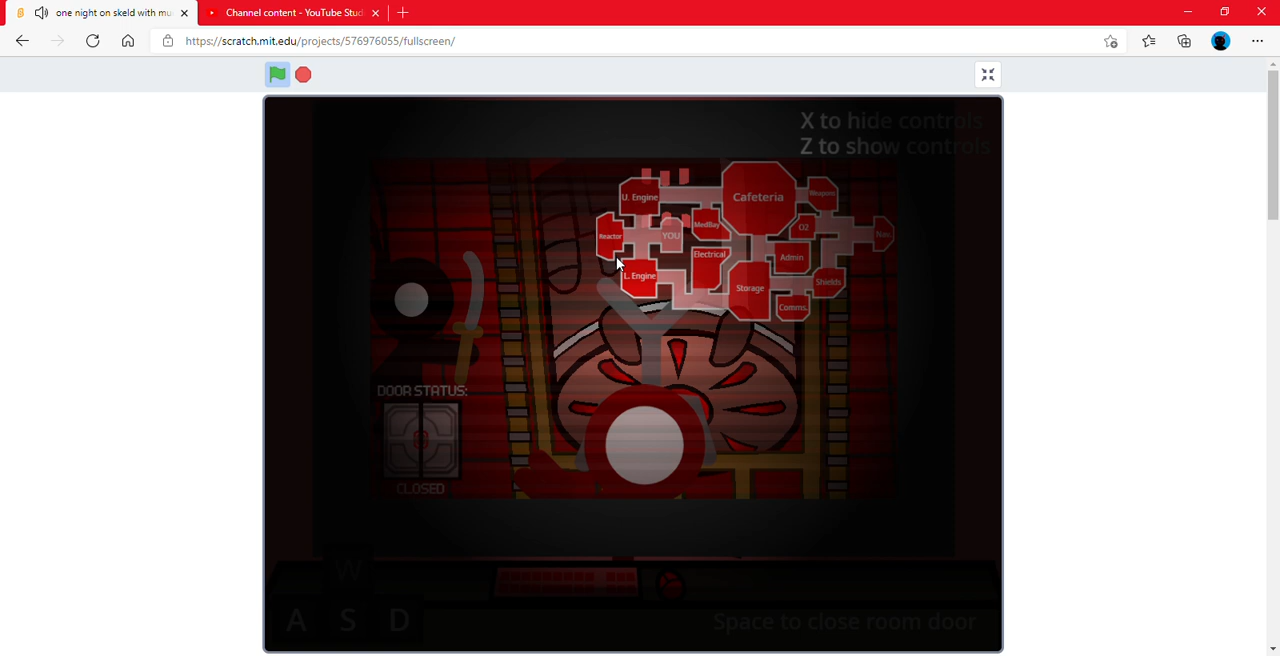 one night on skeld with mu
Channel content - YouTube Stud
https://scratch.mit.edu/projects/576976055/fullscreen/
X to hide controls
Z to show controls
U. Engine
Cafeteria
Weapons
Reactor
YOU
MedBay
O2
Nav.
L. Engine
Electrical
Admin
Storage
Shields
Comms.
DOOR STATUS:
CLOSED
W
A S D
Space to close room door